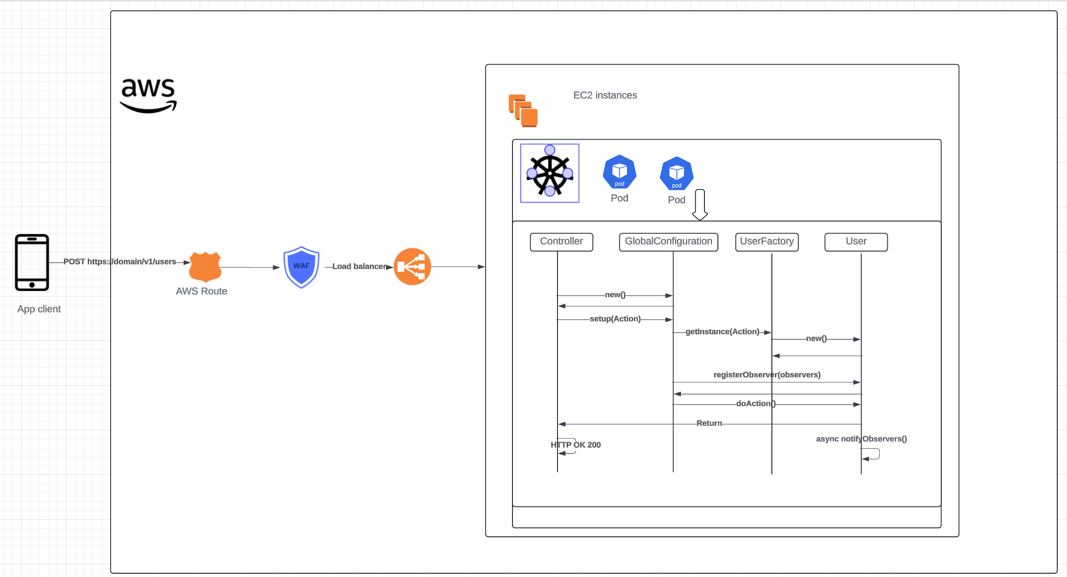 aws
EC2 instances
pod
Pod
pod
Pod
Controller
GlobalConfiguration
UserFactory
User
POST https://domain/v1/users
WAF
Load balancer
AWS Route
App client
new()
setup(Action)
getInstance(Action)
new()
registerObserver(observers)
doAction()
Return
async notifyObservers()
HTTP OK 200